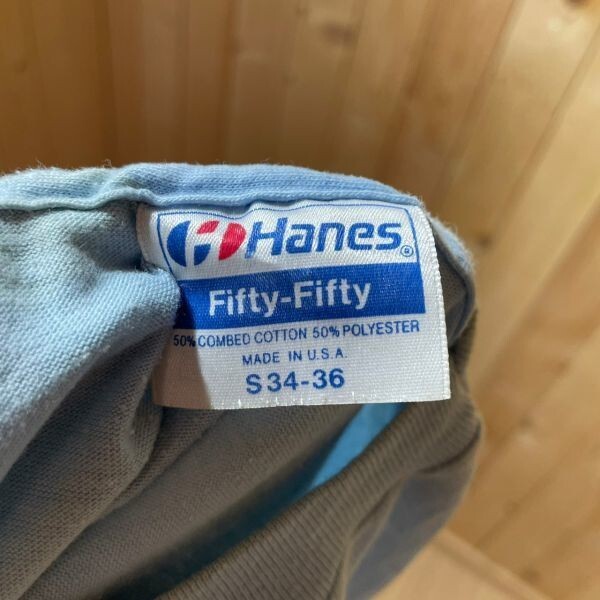 Hanes®
Fifty-Fifty
50% COMBED COTTON 50% POLYESTER
MADE IN U.S.A.
S 34-36